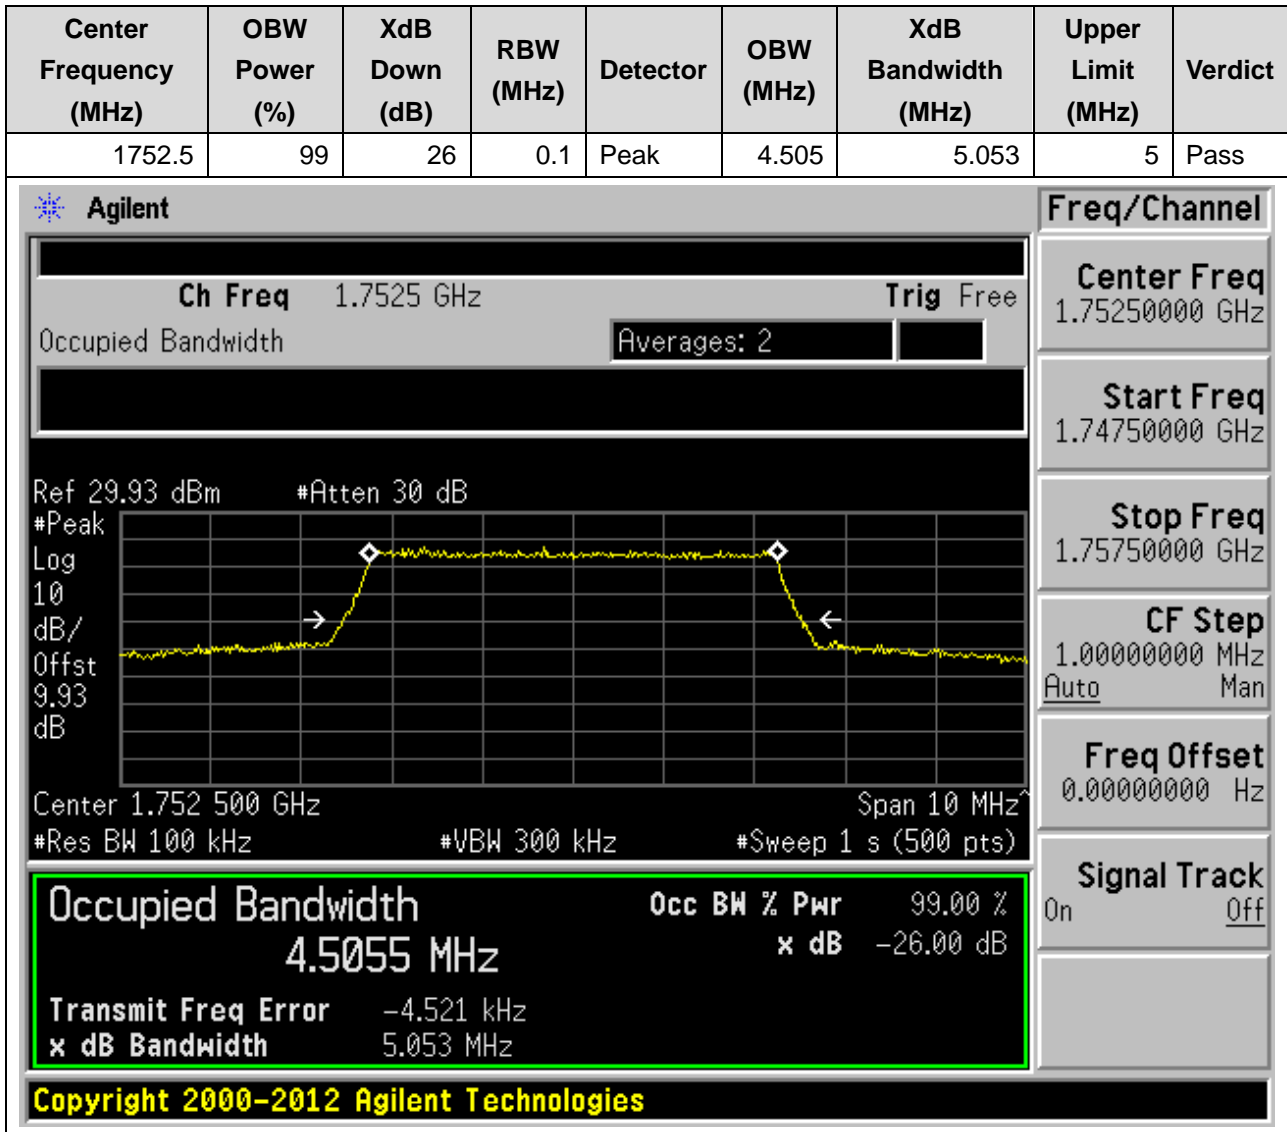 Center Frequency (MHz) OBW Power (%) XdB Down (dB) RBW (MHz) Detector OBW (MHz) XdB Bandwidth (MHz) Upper Limit (MHz) Verdict
1752.5 99 26 0.1 Peak 4.505 5.053 5 Pass
Agilent
Freq/Channel
Ch Freq 1.7525 GHz Trig Free
Occupied Bandwidth Averages: 2
Center Freq
1.75250000 GHz
Start Freq
1.74750000 GHz
Stop Freq
1.75750000 GHz
CF Step
1.00000000 MHz
Auto Man
Freq Offset
0.00000000 Hz
Signal Track
On Off
Ref 29.93 dBm #Atten 30 dB
#Peak
Log
10
dB/
Offst
9.93
dB
Center 1.752 500 GHz Span 10 MHz^
#Res BW 100 kHz #VBW 300 kHz #Sweep 1 s (500 pts)
Occupied Bandwidth Occ BW % Pwr 99.00 %
4.5055 MHz x dB -26.00 dB
Transmit Freq Error -4.521 kHz
x dB Bandwidth 5.053 MHz
Copyright 2000-2012 Agilent Technologies